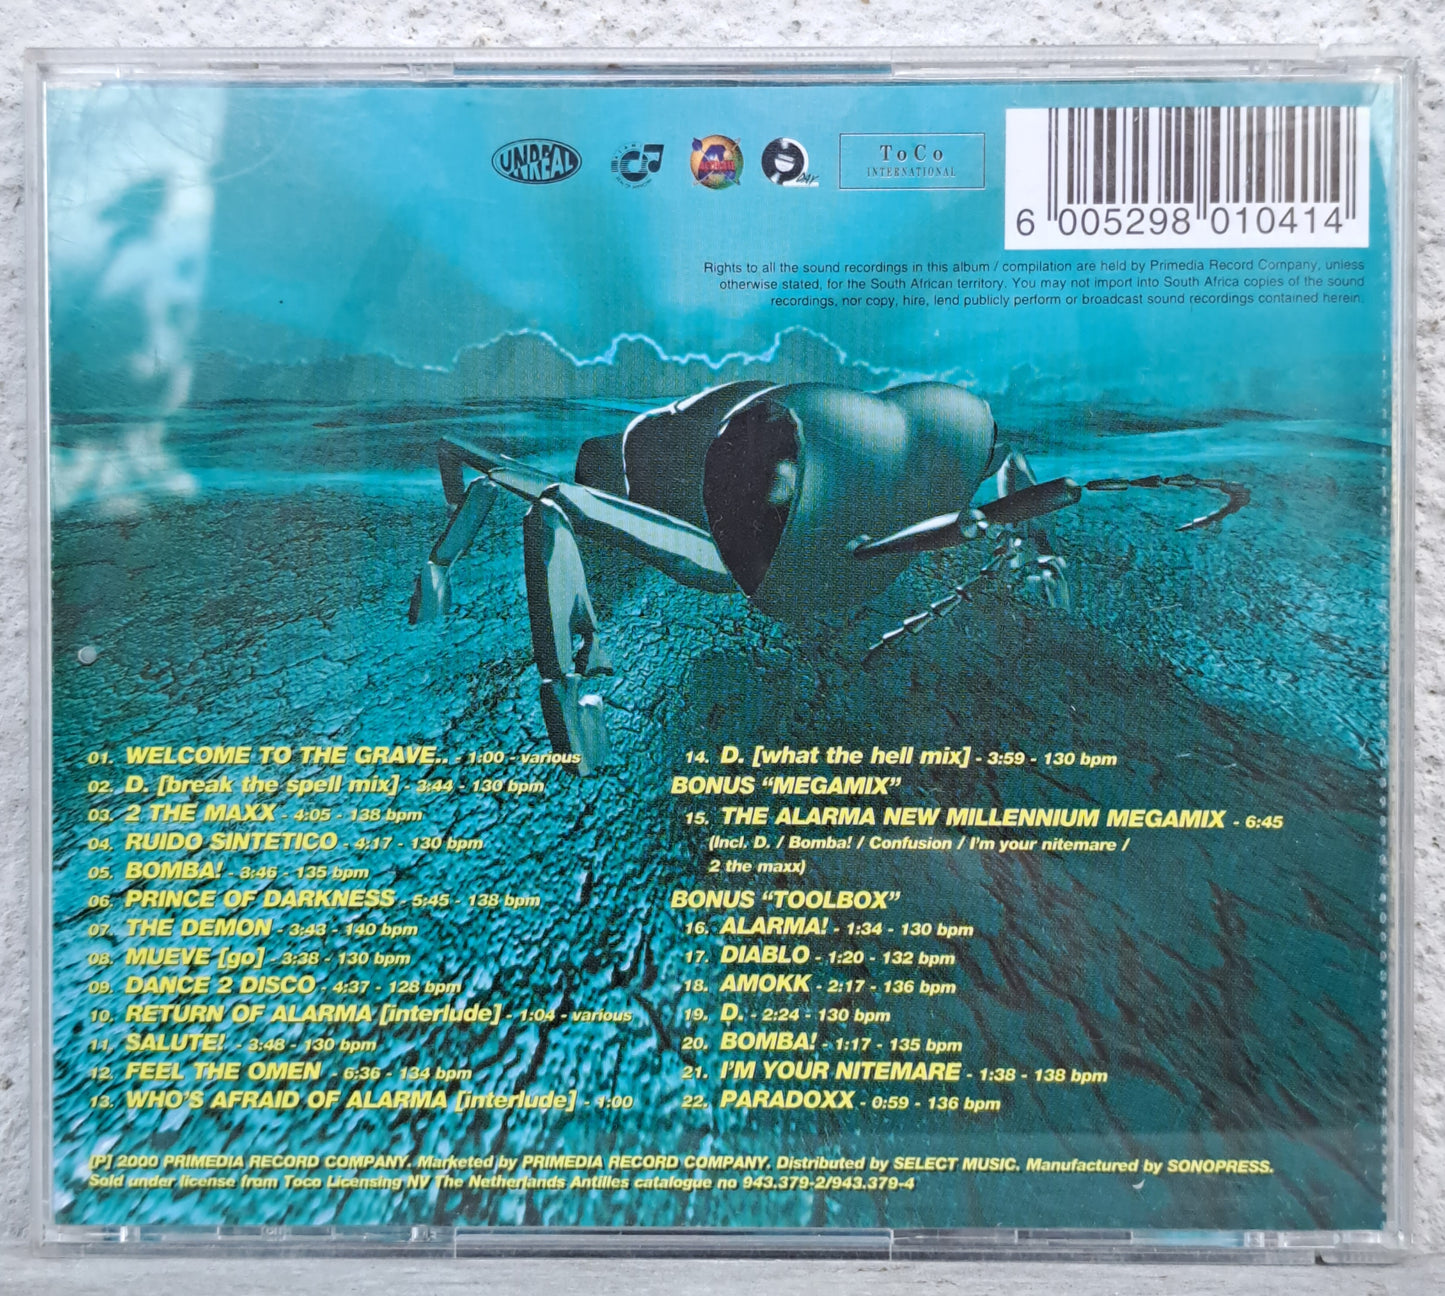 UNREAL
ToCo
INTERNATIONAL
6 005298 010414
Rights to all the sound recordings in this album / compilation are held by Primedia Record Company, unless
otherwise stated, for the South African territory. You may not import into South Africa copies of the sound
recordings, nor copy, hire, lend publicly perform or broadcast sound recordings contained herein.
01. WELCOME TO THE GRAVE.. - 1:00 - various
02. D. [break the spell mix] - 3:44 - 130 bpm
03. 2 THE MAXX - 4:05 - 138 bpm
04. RUIDO SINTETICO - 4:17 - 130 bpm
05. BOMBA! - 3:46 - 135 bpm
06. PRINCE OF DARKNESS - 5:45 - 138 bpm
07. THE DEMON - 3:43 - 140 bpm
08. MUEVE [go] - 3:38 - 130 bpm
09. DANCE 2 DISCO - 4:37 - 128 bpm
10. RETURN OF ALARMA [interlude] - 1:04 - various
11. SALUTE! - 3:48 - 130 bpm
12. FEEL THE OMEN - 6:36 - 134 bpm
13. WHO'S AFRAID OF ALARMA [interlude] - 1:00
14. D. [what the hell mix] - 3:59 - 130 bpm
BONUS "MEGAMIX"
15. THE ALARMA NEW MILLENNIUM MEGAMIX - 6:45
(Incl. D. / Bomba! / Confusion / I'm your nitemare /
2 the maxx)
BONUS "TOOLBOX"
16. ALARMA! - 1:34 - 130 bpm
17. DIABLO - 1:20 - 132 bpm
18. AMOKK - 2:17 - 136 bpm
19. D. - 2:24 - 130 bpm
20. BOMBA! - 1:17 - 135 bpm
21. I'M YOUR NITEMARE - 1:38 - 138 bpm
22. PARADOXX - 0:59 - 136 bpm
[P] 2000 PRIMEDIA RECORD COMPANY. Marketed by PRIMEDIA RECORD COMPANY. Distributed by SELECT MUSIC. Manufactured by SONOPRESS.
Sold under license from Toco Licensing NV The Netherlands Antilles catalogue no 943.379-2/943.379-4